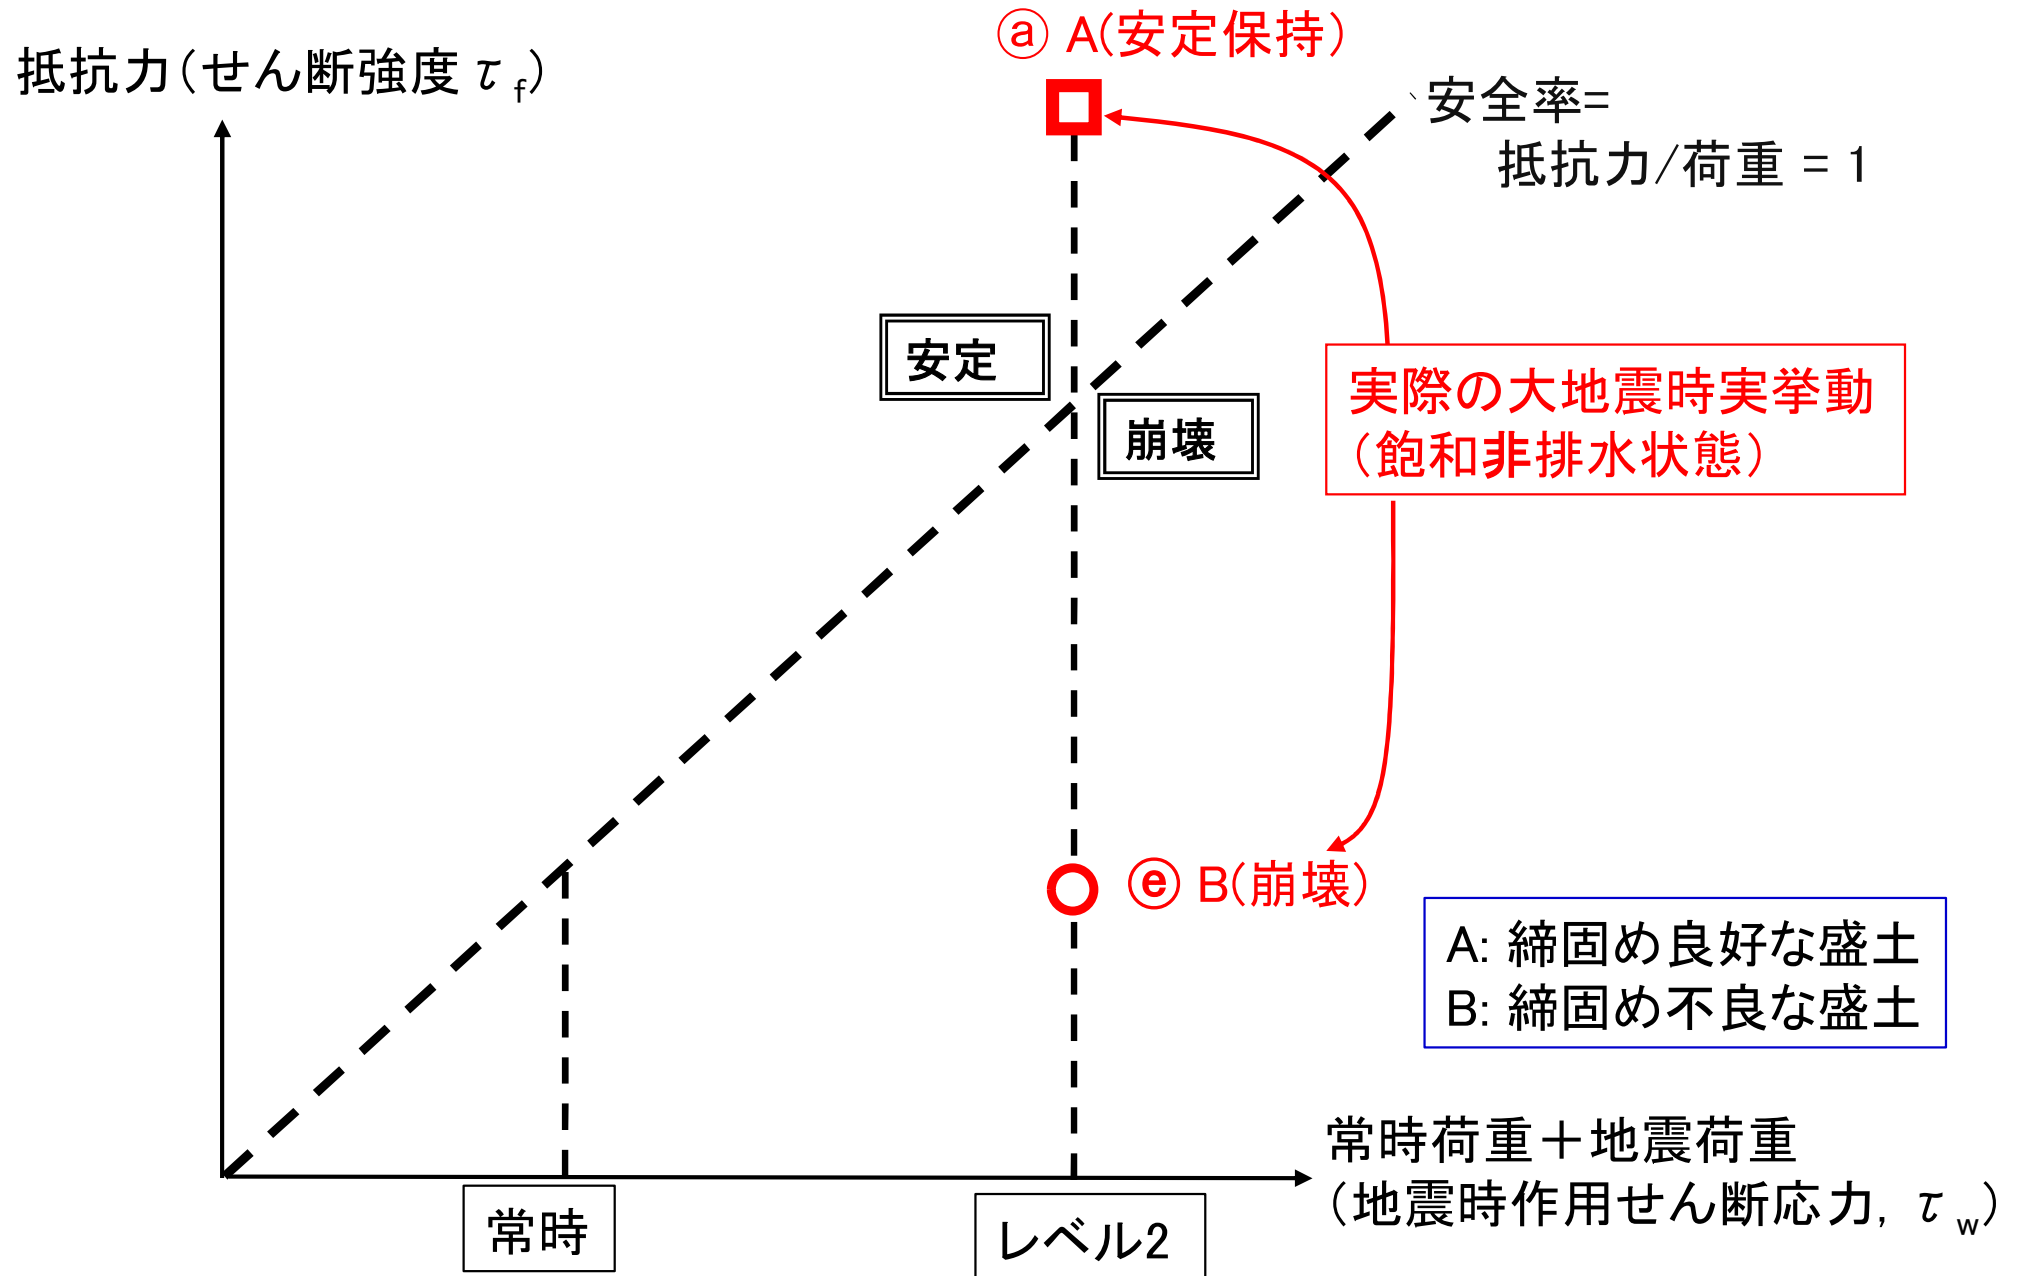 抵抗力(せん断強度τf)
ⓐ A(安定保持)
安全率=
抵抗力/荷重 = 1
安定
崩壊
実際の大地震時実挙動
(飽和非排水状態)
ⓔ B(崩壊)
A: 締固め良好な盛土
B: 締固め不良な盛土
常時荷重+地震荷重
(地震時作用せん断応力, τw)
常時
レベル2